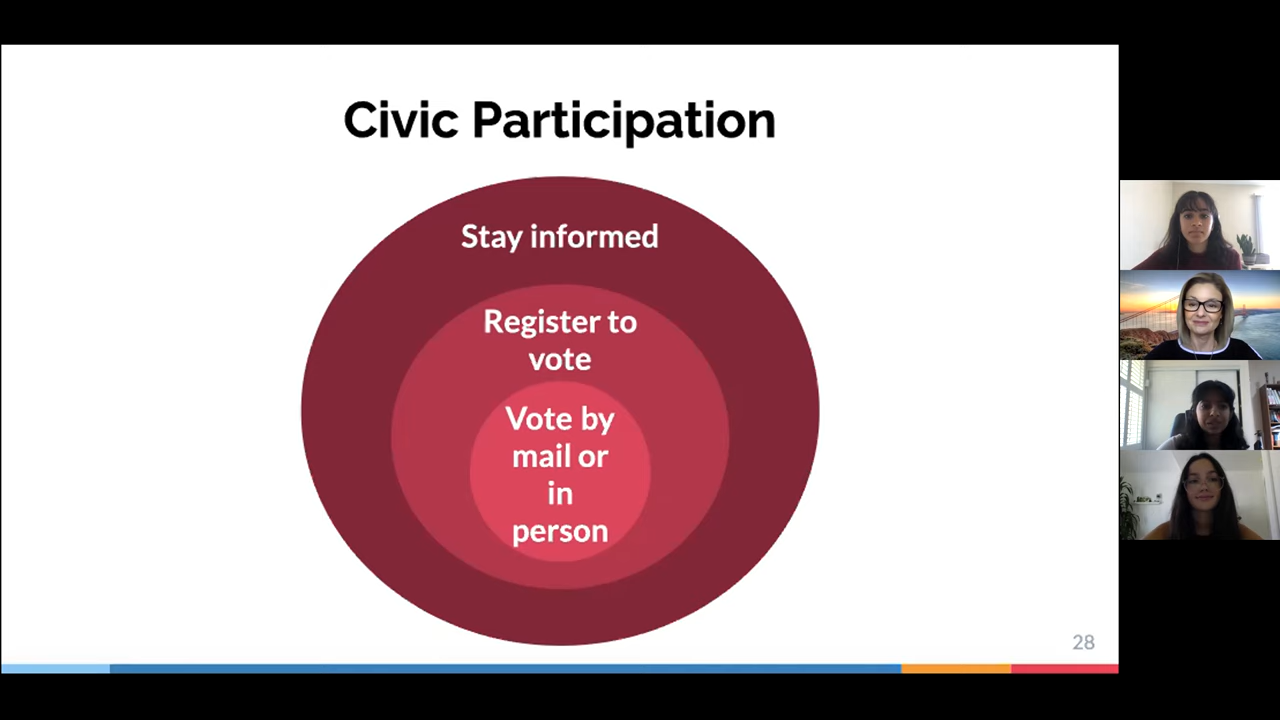 Civic Participation
Stay informed
Register to
vote
Vote by
mail or
in
person
28